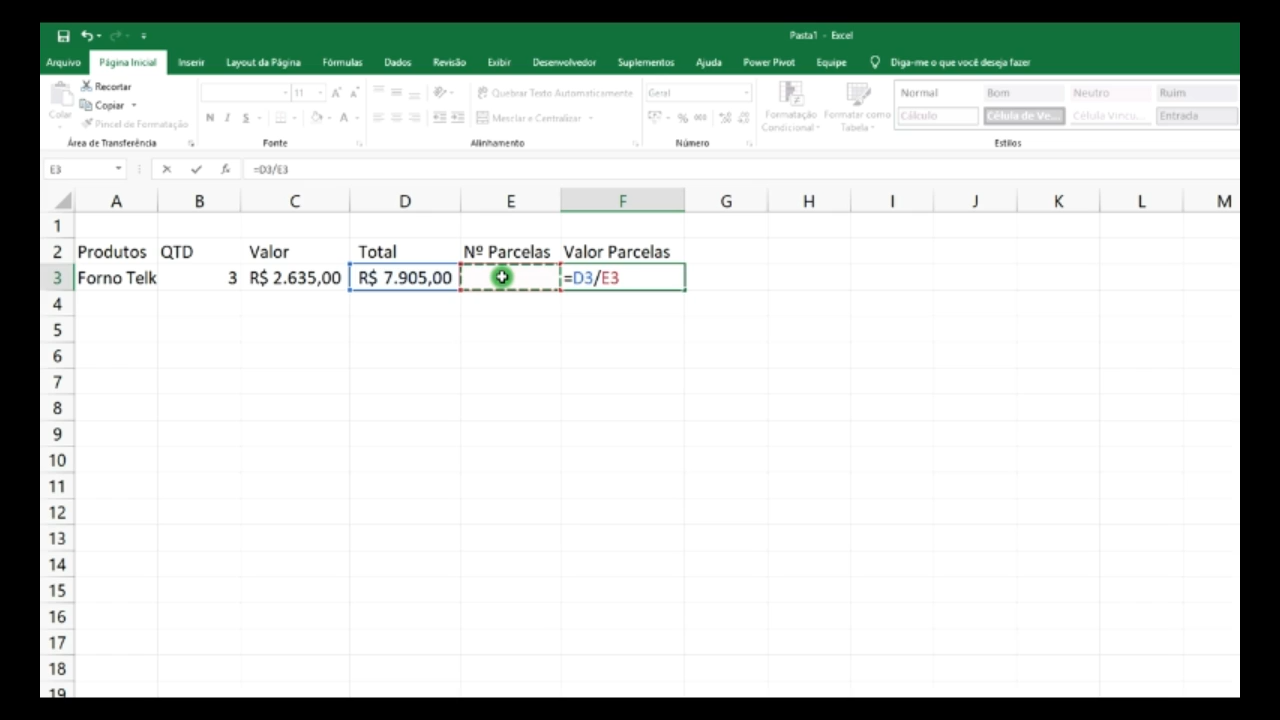 Pasta1 - Excel
Arquivo Página Inicial Inserir Layout da Página Fórmulas Dados Revisão Exibir Desenvolvedor Suplementos Ajuda Power Pivot Equipe Diga-me o que você deseja fazer
Colar
Recortar
Copiar
Pincel de Formatação
Área de Transferência
11
N I S
Fonte
Quebrar Texto Automaticamente
Mesclar e Centralizar
Alinhamento
Geral
% 000
Número
Formatação Condicional
Formatar como Tabela
Normal Bom Neutro Ruim
Cálculo Célula de Ve... Célula Vincu... Entrada
Estilos
E3 fx =D3/E3
A B C D E F G H I J K L M
1
2 Produtos QTD Valor Total Nº Parcelas Valor Parcelas
3 Forno Telk 3 R$ 2.635,00 R$ 7.905,00 =D3/E3
4
5
6
7
8
9
10
11
12
13
14
15
16
17
18
19